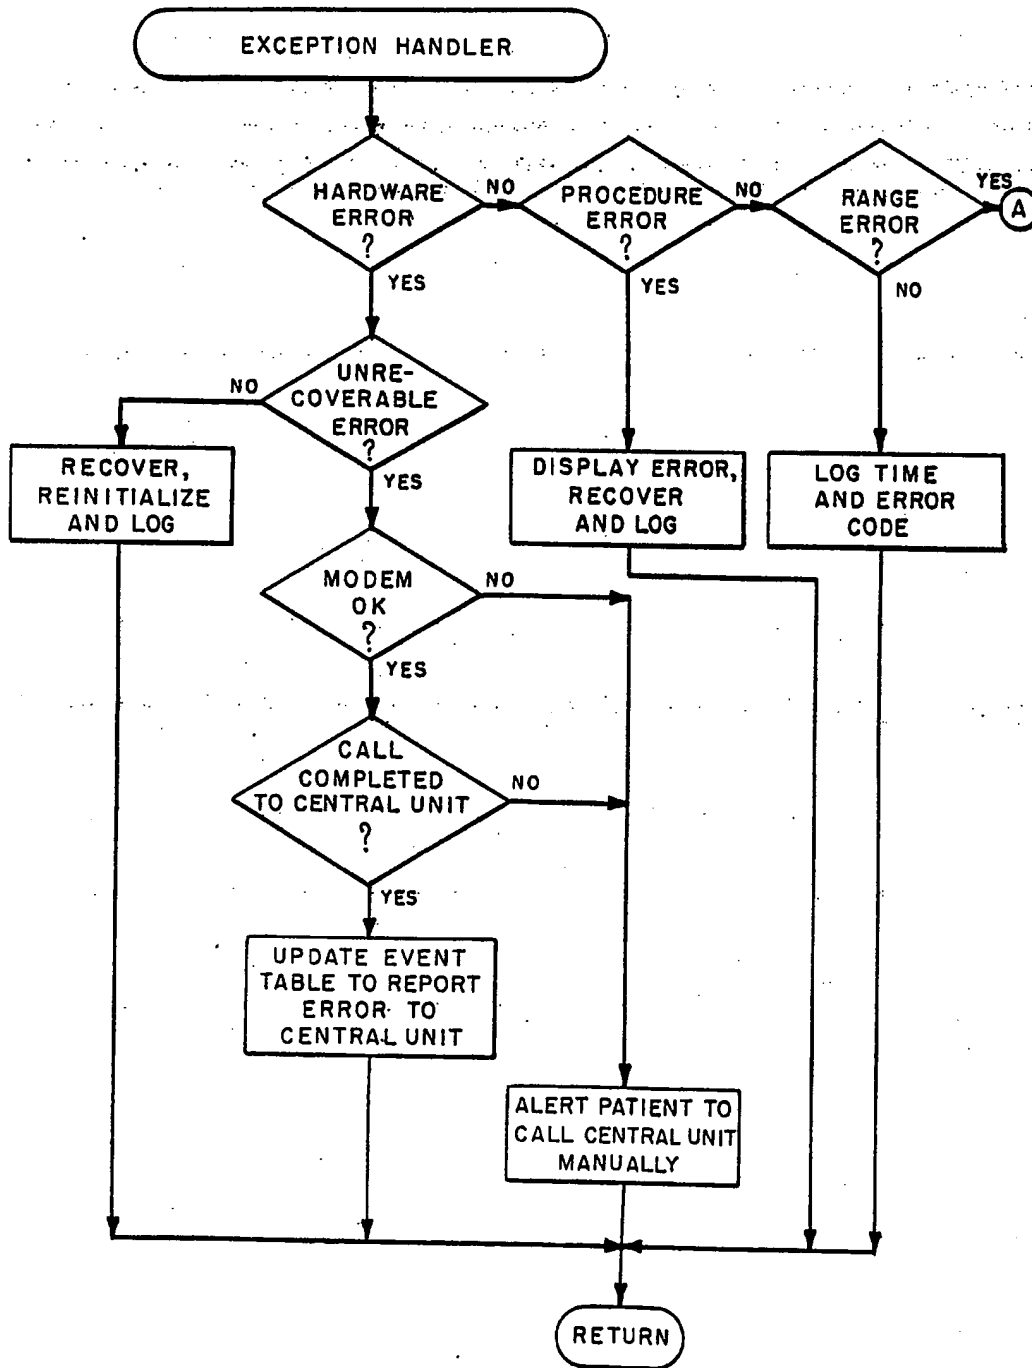 EXCEPTION HANDLER
HARDWARE
ERROR
?
NO
YES
PROCEDURE
ERROR
?
NO
YES
RANGE
ERROR
?
YES
A
NO
UNRE-
COVERABLE
ERROR
?
NO
YES
RECOVER,
REINITIALIZE
AND LOG
DISPLAY ERROR,
RECOVER
AND LOG
LOG TIME
AND ERROR
CODE
MODEM
OK
?
NO
YES
CALL
COMPLETED
TO CENTRAL UNIT
?
NO
YES
UPDATE EVENT
TABLE TO REPORT
ERROR TO
CENTRAL UNIT
ALERT PATIENT TO
CALL CENTRAL UNIT
MANUALLY
RETURN